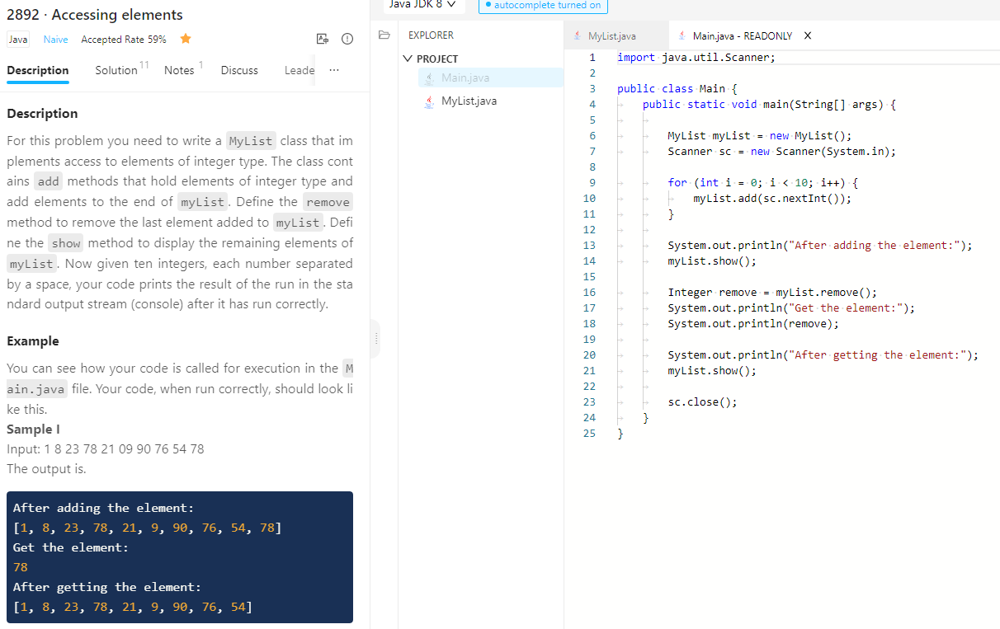 2892 · Accessing elements
Java Naive Accepted Rate 59%
Description Solution 11 Notes 1 Discuss Leade ...
Description
For this problem you need to write a MyList class that im
plements access to elements of integer type. The class cont
ains add methods that hold elements of integer type and
add elements to the end of myList. Define the remove
method to remove the last element added to myList. Defi
ne the show method to display the remaining elements of
myList. Now given ten integers, each number separated
by a space, your code prints the result of the run in the sta
ndard output stream (console) after it has run correctly.
Example
You can see how your code is called for execution in the M
ain.java file. Your code, when run correctly, should look li
ke this.
Sample I
Input: 1 8 23 78 21 09 90 76 54 78
The output is.
After adding the element:
[1, 8, 23, 78, 21, 9, 90, 76, 54, 78]
Get the element:
78
After getting the element:
[1, 8, 23, 78, 21, 9, 90, 76, 54]
Java JDK 8 autocomplete turned on
EXPLORER
PROJECT
Main.java
MyList.java
MyList.java Main.java - READONLY X
1 import java.util.Scanner;
2
3 public class Main {
4 public static void main(String[] args) {
5
6 MyList myList = new MyList();
7 Scanner sc = new Scanner(System.in);
8
9 for (int i = 0; i < 10; i++) {
10 myList.add(sc.nextInt());
11 }
12
13 System.out.println("After adding the element:");
14 myList.show();
15
16 Integer remove = myList.remove();
17 System.out.println("Get the element:");
18 System.out.println(remove);
19
20 System.out.println("After getting the element:");
21 myList.show();
22
23 sc.close();
24 }
25 }